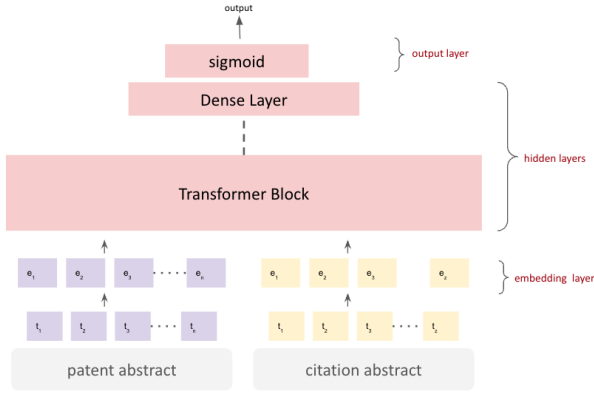 output
sigmoid
output layer
Dense Layer
hidden layers
Transformer Block
e1 e2 e3 ..... en e1 e2 e3 ez
embedding layer
t1 t2 t3 .... tn t1 t2 t3 .... tz
patent abstract citation abstract